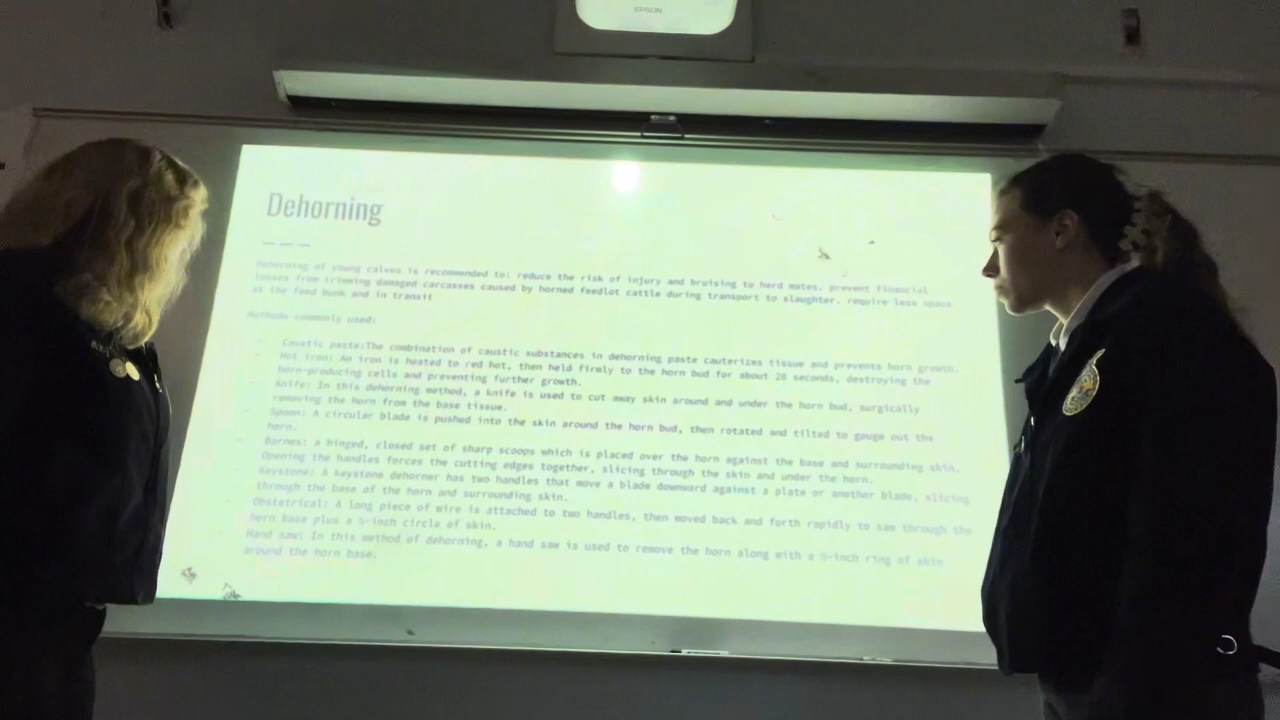 EPSON
Dehorning
Dehorning of young calves is recommended to: reduce the risk of injury and bruising to herd mates. prevent financial
losses from trimming damaged carcasses caused by horned feedlot cattle during transport to slaughter. require less space
at the feed bunk and in transit
Methods commonly used:
- Caustic paste:The combination of caustic substances in dehorning paste cauterizes tissue and prevents horn growth.
- Hot iron: An iron is heated to red hot, then held firmly to the horn bud for about 20 seconds, destroying the
horn-producing cells and preventing further growth.
- Knife: In this dehorning method, a knife is used to cut away skin around and under the horn bud, surgically
removing the horn from the base tissue.
- Spoon: A circular blade is pushed into the skin around the horn bud, then rotated and tilted to gouge out the
horn.
- Barnes: a hinged, closed set of sharp scoops which is placed over the horn against the base and surrounding skin.
Opening the handles forces the cutting edges together, slicing through the skin and under the horn.
- Keystone: A keystone dehorner has two handles that move a blade downward against a plate or another blade, slicing
through the base of the horn and surrounding skin.
- Obstetrical: A long piece of wire is attached to two handles, then moved back and forth rapidly to saw through the
horn base plus a ½-inch circle of skin.
- Hand saw: In this method of dehorning, a hand saw is used to remove the horn along with a ½-inch ring of skin
around the horn base.